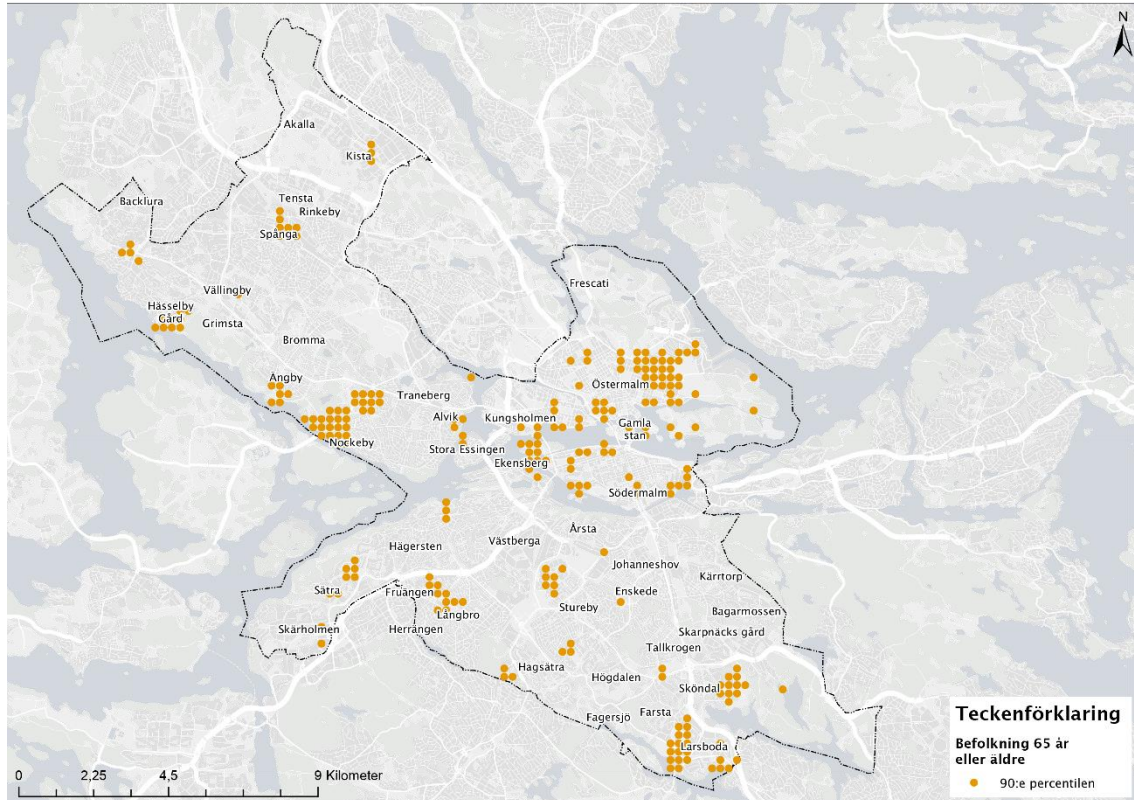 N
Akalla
Kista
Tensta
Rinkeby
Backlura
Spånga
Frescati
Vällingby
Hässelby
Gård
Grimsta
Bromma
Ängby
Östermalm
Traneberg
Alvik
Kungsholmen
Gamla
stan
Nockeby
Stora Essingen
Ekensberg
Södermalm
Årsta
Västberga
Hägersten
Johanneshov
Kärrtorp
Sätra
Fruängen
Enskede
Stureby
Långbro
Bagarmossen
Skärholmen
Herrängen
Skarpnäcks gård
Tallkrogen
Hagsätra
Högdalen
Sköndal
Fagersjö
Farsta
Larsboda
Teckenförklaring
Befolkning 65 år
eller äldre
90:e percentilen
0 2,25 4,5 9 Kilometer